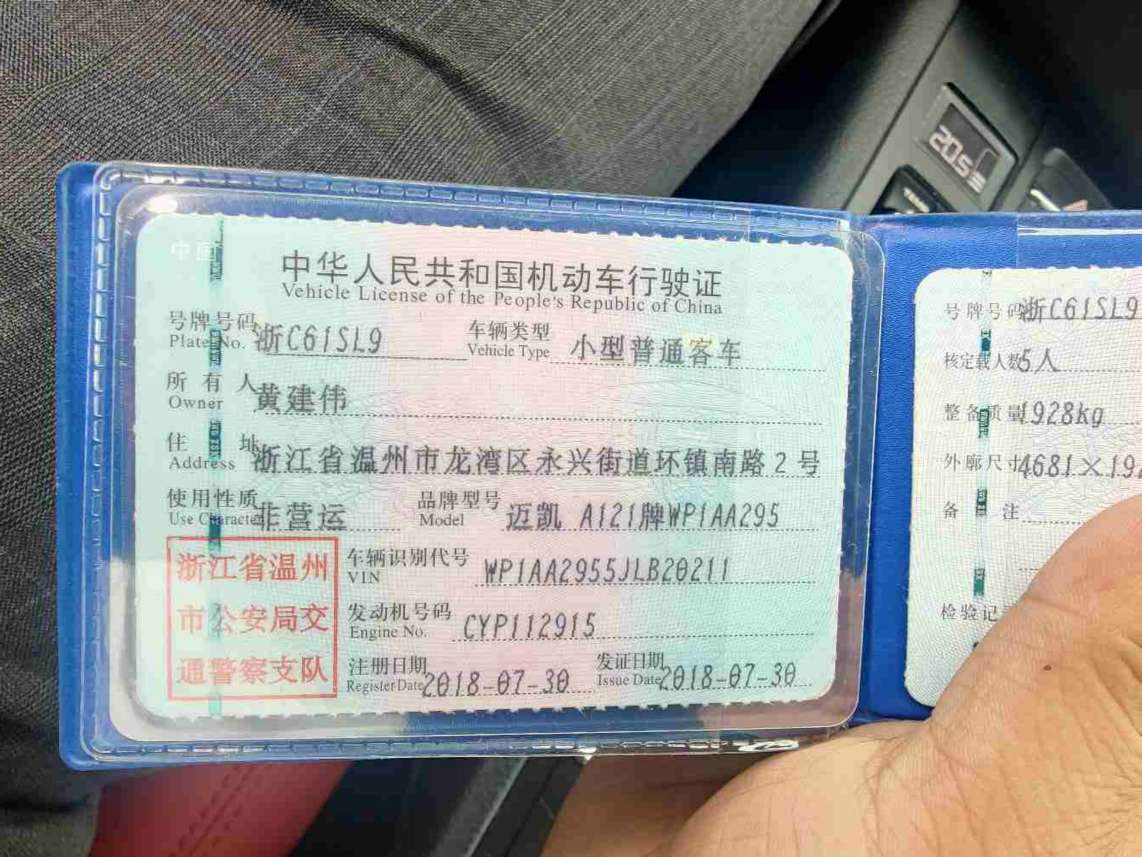 中国
中华人民共和国机动车行驶证
Vehicle License of the People's Republic of China
号牌号码 浙C61SL9 车辆类型 小型普通客车
Plate No. Vehicle Type
所有人 黄建伟
Owner
住址 浙江省温州市龙湾区永兴街道环镇南路2号
Address
使用性质 非营运 品牌型号 迈凯 A121牌WP1AA295
Use Character Model
浙江省温州
市公安局交
通警察支队
车辆识别代号 WP1AA2955JLB20211
VIN
发动机号码 CYP112915
Engine No.
注册日期 2018-07-30 发证日期 2018-07-30
Register Date Issue Date
号牌号码 浙C61SL9
核定载人数 5人
整备质量 1928kg
外廓尺寸 4681×192
备注
检验记
20.5